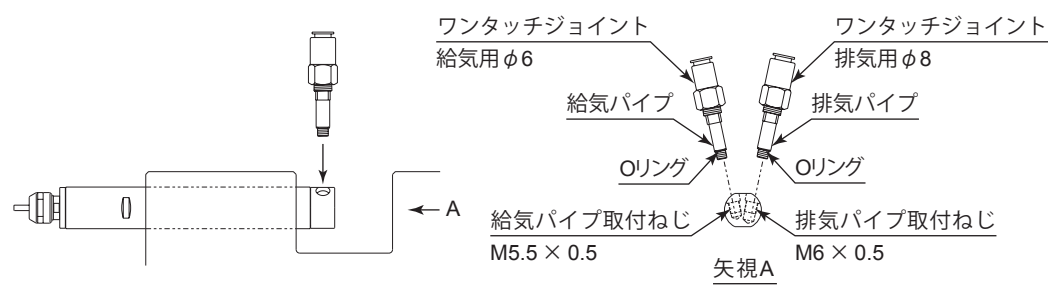 ワンタッチジョイント
給気用φ6
ワンタッチジョイント
排気用φ8
給気パイプ
排気パイプ
Oリング
Oリング
A
給気パイプ取付ねじ
M5.5 × 0.5
排気パイプ取付ねじ
M6 × 0.5
矢視A